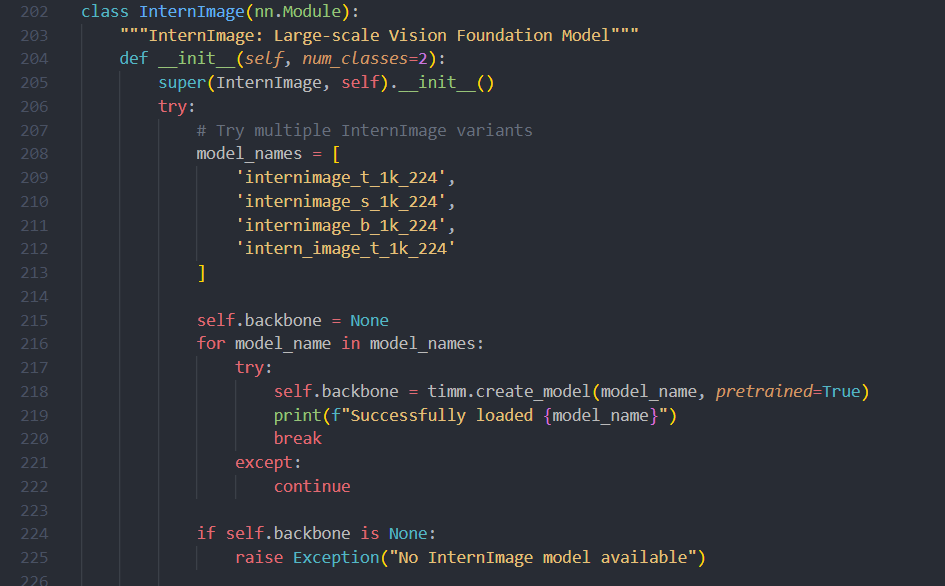 202 class InternImage(nn.Module):
203 """InternImage: Large-scale Vision Foundation Model"""
204 def __init__(self, num_classes=2):
205 super(InternImage, self).__init__()
206 try:
207 # Try multiple InternImage variants
208 model_names = [
209 'internimage_t_1k_224',
210 'internimage_s_1k_224',
211 'internimage_b_1k_224',
212 'intern_image_t_1k_224'
213 ]
214
215 self.backbone = None
216 for model_name in model_names:
217 try:
218 self.backbone = timm.create_model(model_name, pretrained=True)
219 print(f"Successfully loaded {model_name}")
220 break
221 except:
222 continue
223
224 if self.backbone is None:
225 raise Exception("No InternImage model available")
226